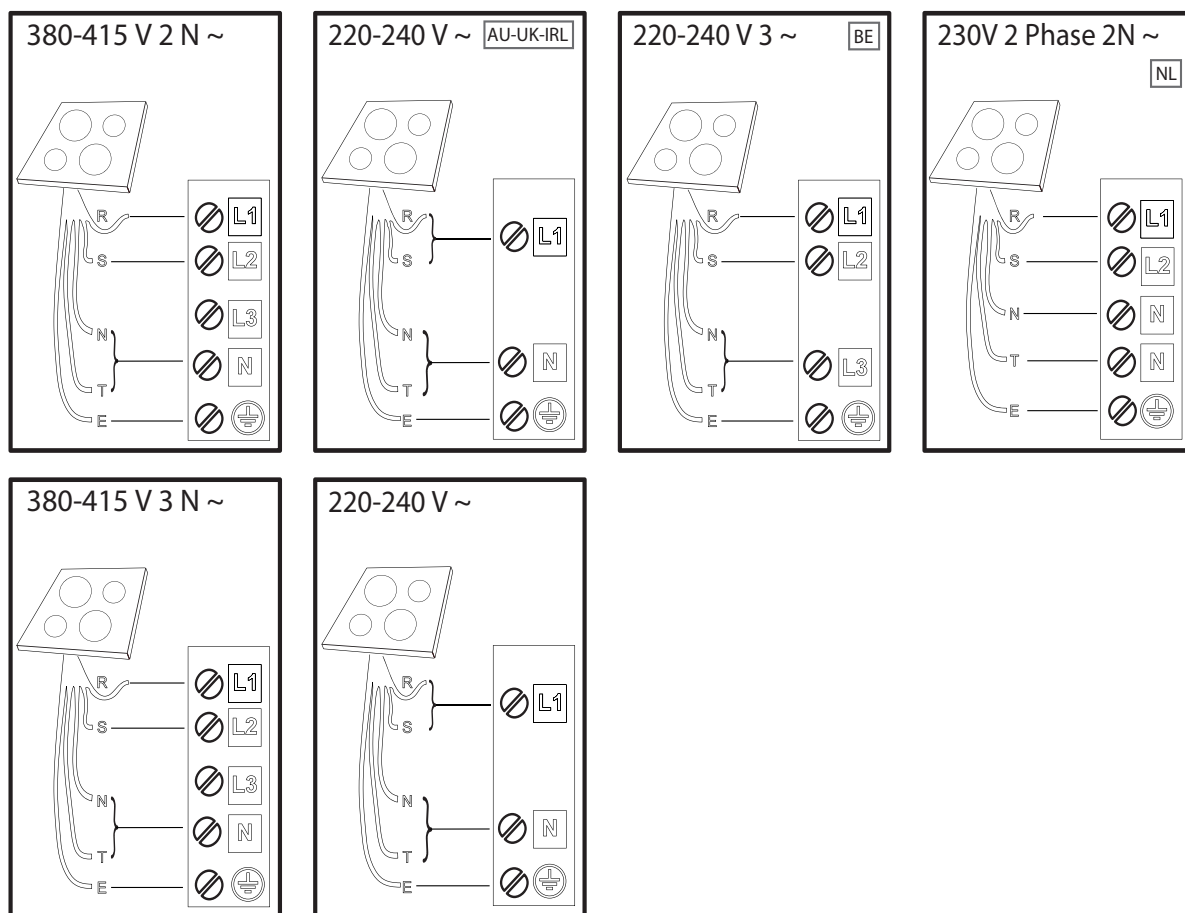 380-415 V 2 N ~
R
L1
S
L2
L3
N
N
T
E
220-240 V ~ AU-UK-IRL
R
L1
S
N
N
T
E
220-240 V 3 ~ BE
R
L1
S
L2
N
L3
T
E
230V 2 Phase 2N ~
NL
R
L1
S
L2
N
N
T
N
E
380-415 V 3 N ~
R
L1
S
L2
L3
N
N
T
E
220-240 V ~
R
L1
S
N
N
T
E